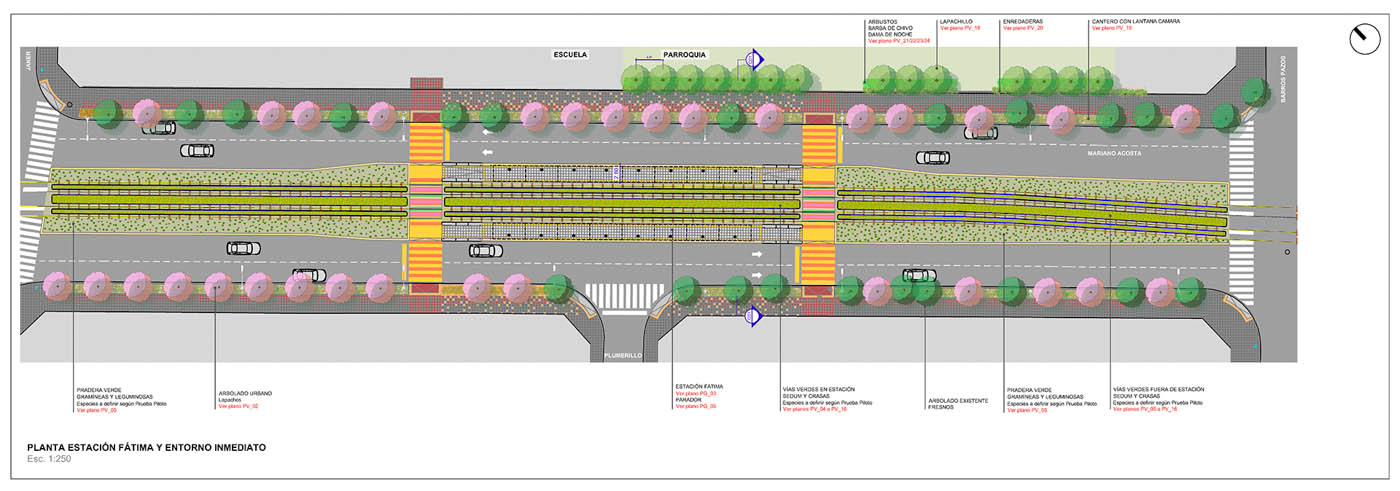 ARBUSTOS
BARBA DE CHIVO
DAMA DE NOCHE
Ver plano PV_21/22/23/24
LAPACHILLO
Ver plano PV_18
ENREDADERAS
Ver plano PV_20
CANTERO CON LANTANA CAMARA
Ver plano PV_19
ESCUELA
PARROQUIA
JANER
BARROS PAZOS
MARIANO ACOSTA
PLUMERILLO
PRADERA VERDE
GRAMÍNEAS Y LEGUMINOSAS
Especies a definir según Prueba Piloto
Ver plano PV_05
ARBOLADO URBANO
Lapachos
Ver plano PV_02
ESTACIÓN FÁTIMA
Ver plano PG_03
PARADOR
Ver plano PG_05
VÍAS VERDES EN ESTACIÓN
SEDUM Y CRASAS
Especies a definir según Prueba Piloto
Ver planos PV_04 a PV_16
ARBOLADO EXISTENTE
FRESNOS
PRADERA VERDE
GRAMÍNEAS Y LEGUMINOSAS
Especies a definir según Prueba Piloto
Ver plano PV_05
VÍAS VERDES FUERA DE ESTACIÓN
SEDUM Y CRASAS
Especies a definir según Prueba Piloto
Ver planos PV_05 a PV_16
PLANTA ESTACIÓN FÁTIMA Y ENTORNO INMEDIATO
Esc. 1:250